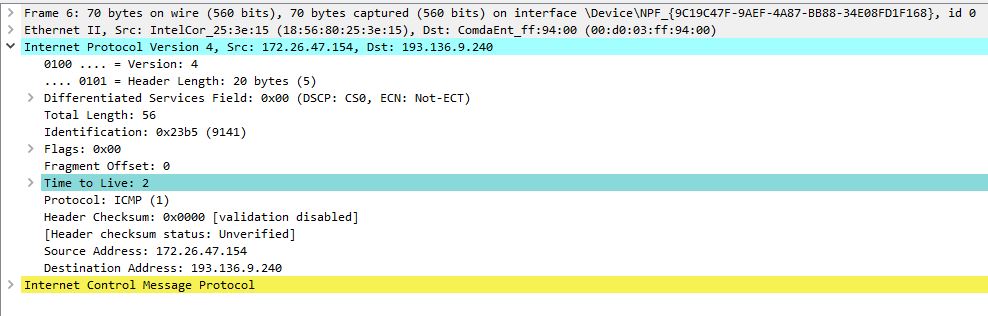 Frame 6: 70 bytes on wire (560 bits), 70 bytes captured (560 bits) on interface \Device\NPF_{9C19C47F-9AEF-4A87-BB88-34E08FD1F168}, id 0
Ethernet II, Src: IntelCor_25:3e:15 (18:56:80:25:3e:15), Dst: ComdaEnt_ff:94:00 (00:d0:03:ff:94:00)
Internet Protocol Version 4, Src: 172.26.47.154, Dst: 193.136.9.240
0100 .... = Version: 4
.... 0101 = Header Length: 20 bytes (5)
Differentiated Services Field: 0x00 (DSCP: CS0, ECN: Not-ECT)
Total Length: 56
Identification: 0x23b5 (9141)
Flags: 0x00
Fragment Offset: 0
Time to Live: 2
Protocol: ICMP (1)
Header Checksum: 0x0000 [validation disabled]
[Header checksum status: Unverified]
Source Address: 172.26.47.154
Destination Address: 193.136.9.240
Internet Control Message Protocol